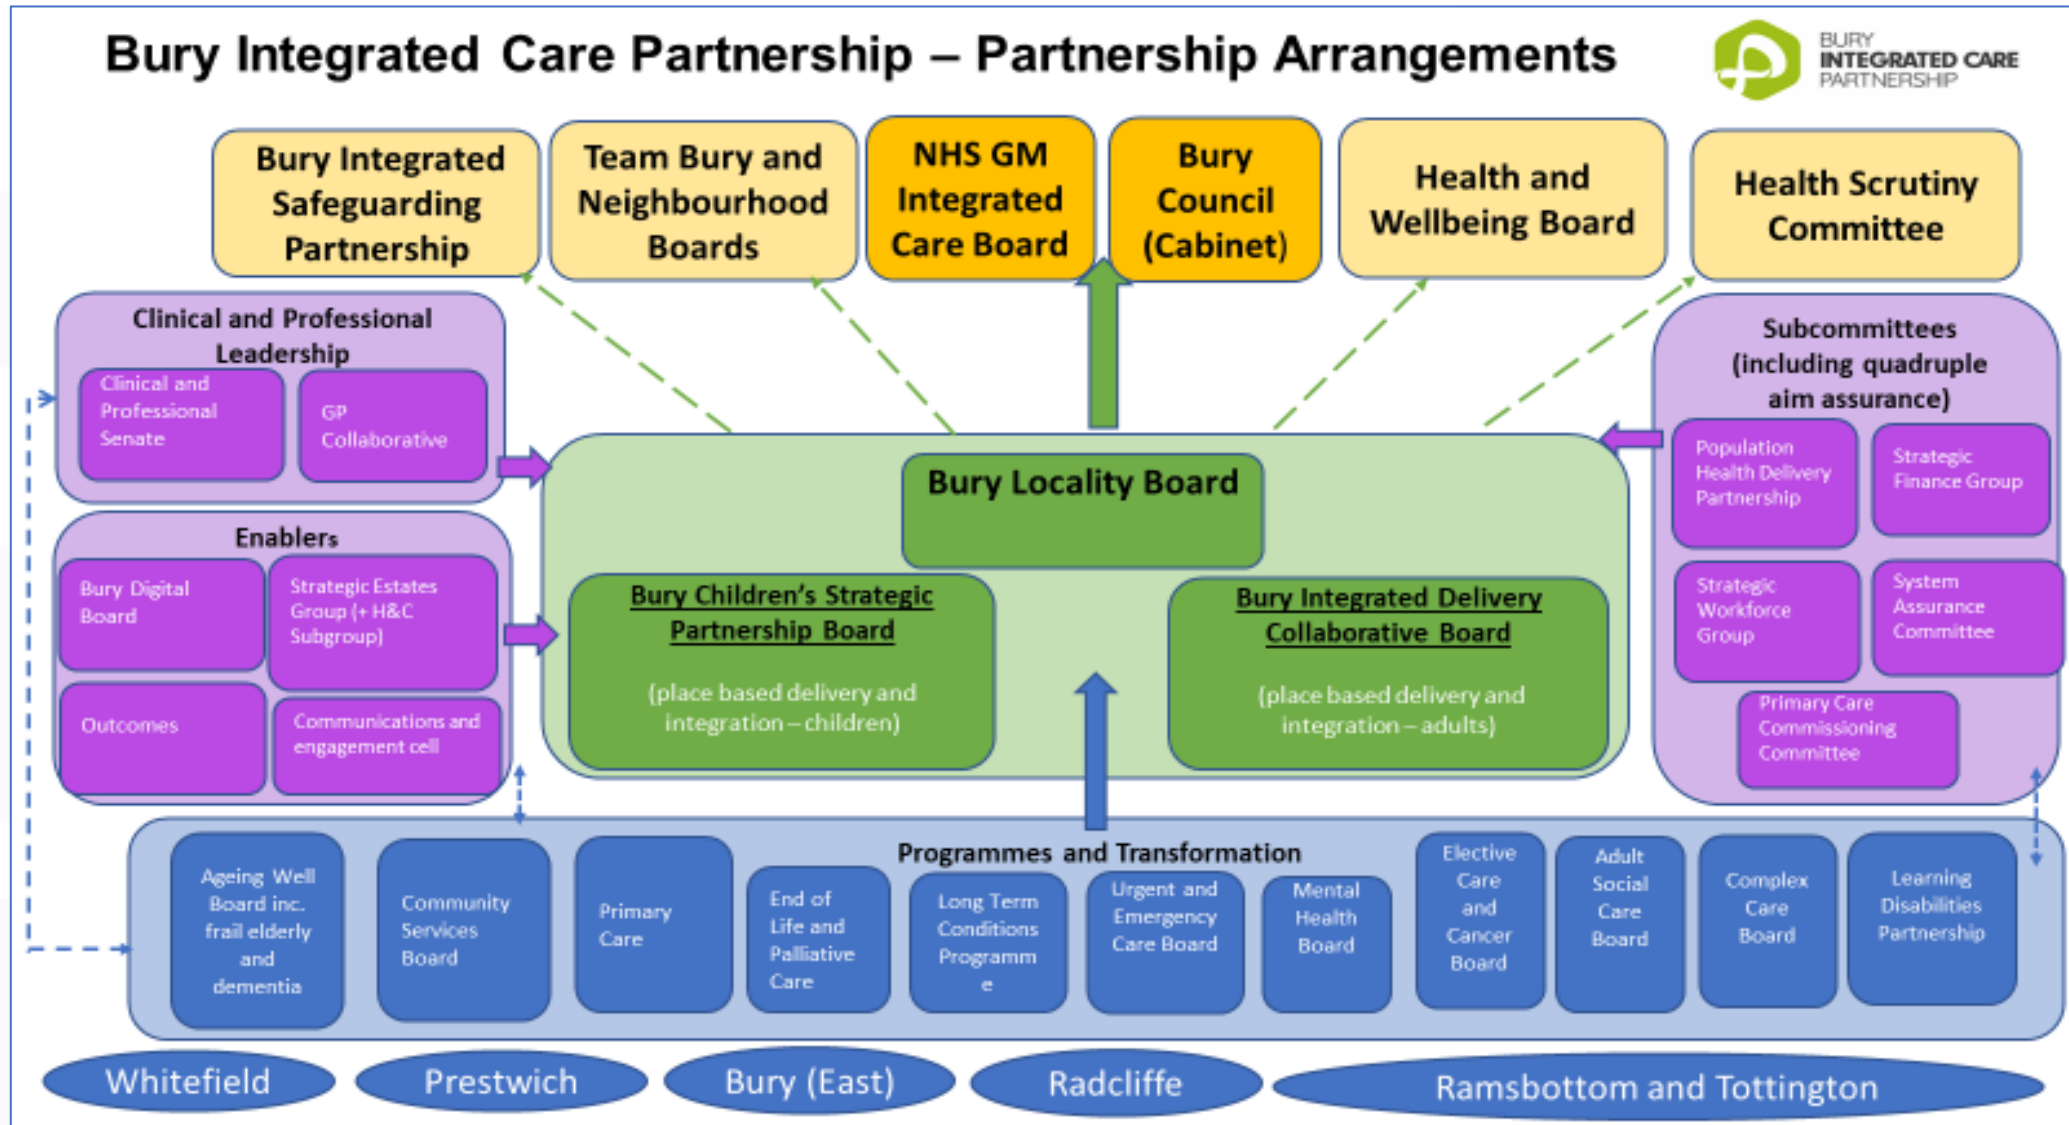 Bury Integrated Care Partnership – Partnership Arrangements
BURY
INTEGRATED CARE
PARTNERSHIP
Bury Integrated
Safeguarding
Partnership
Team Bury and
Neighbourhood
Boards
NHS GM
Integrated
Care Board
Bury
Council
(Cabinet)
Health and
Wellbeing Board
Health Scrutiny
Committee
Clinical and Professional
Leadership
Clinical and
Professional
Senate
GP
Collaborative
Enablers
Bury Digital
Board
Strategic Estates
Group (+ H&C
Subgroup)
Outcomes
Communications and
engagement cell
Bury Locality Board
Bury Children's Strategic
Partnership Board
(place based delivery and
integration – children)
Bury Integrated Delivery
Collaborative Board
(place based delivery and
integration – adults)
Subcommittees
(including quadruple
aim assurance)
Population
Health Delivery
Partnership
Strategic
Finance Group
Strategic
Workforce
Group
System
Assurance
Committee
Primary Care
Commissioning
Committee
Programmes and Transformation
Ageing Well
Board inc.
frail elderly
and
dementia
Community
Services
Board
Primary
Care
End of
Life and
Palliative
Care
Long Term
Conditions
Programm
e
Urgent and
Emergency
Care Board
Mental
Health
Board
Elective
Care
and
Cancer
Board
Adult
Social
Care
Board
Complex
Care
Board
Learning
Disabilities
Partnership
Whitefield
Prestwich
Bury (East)
Radcliffe
Ramsbottom and Tottington